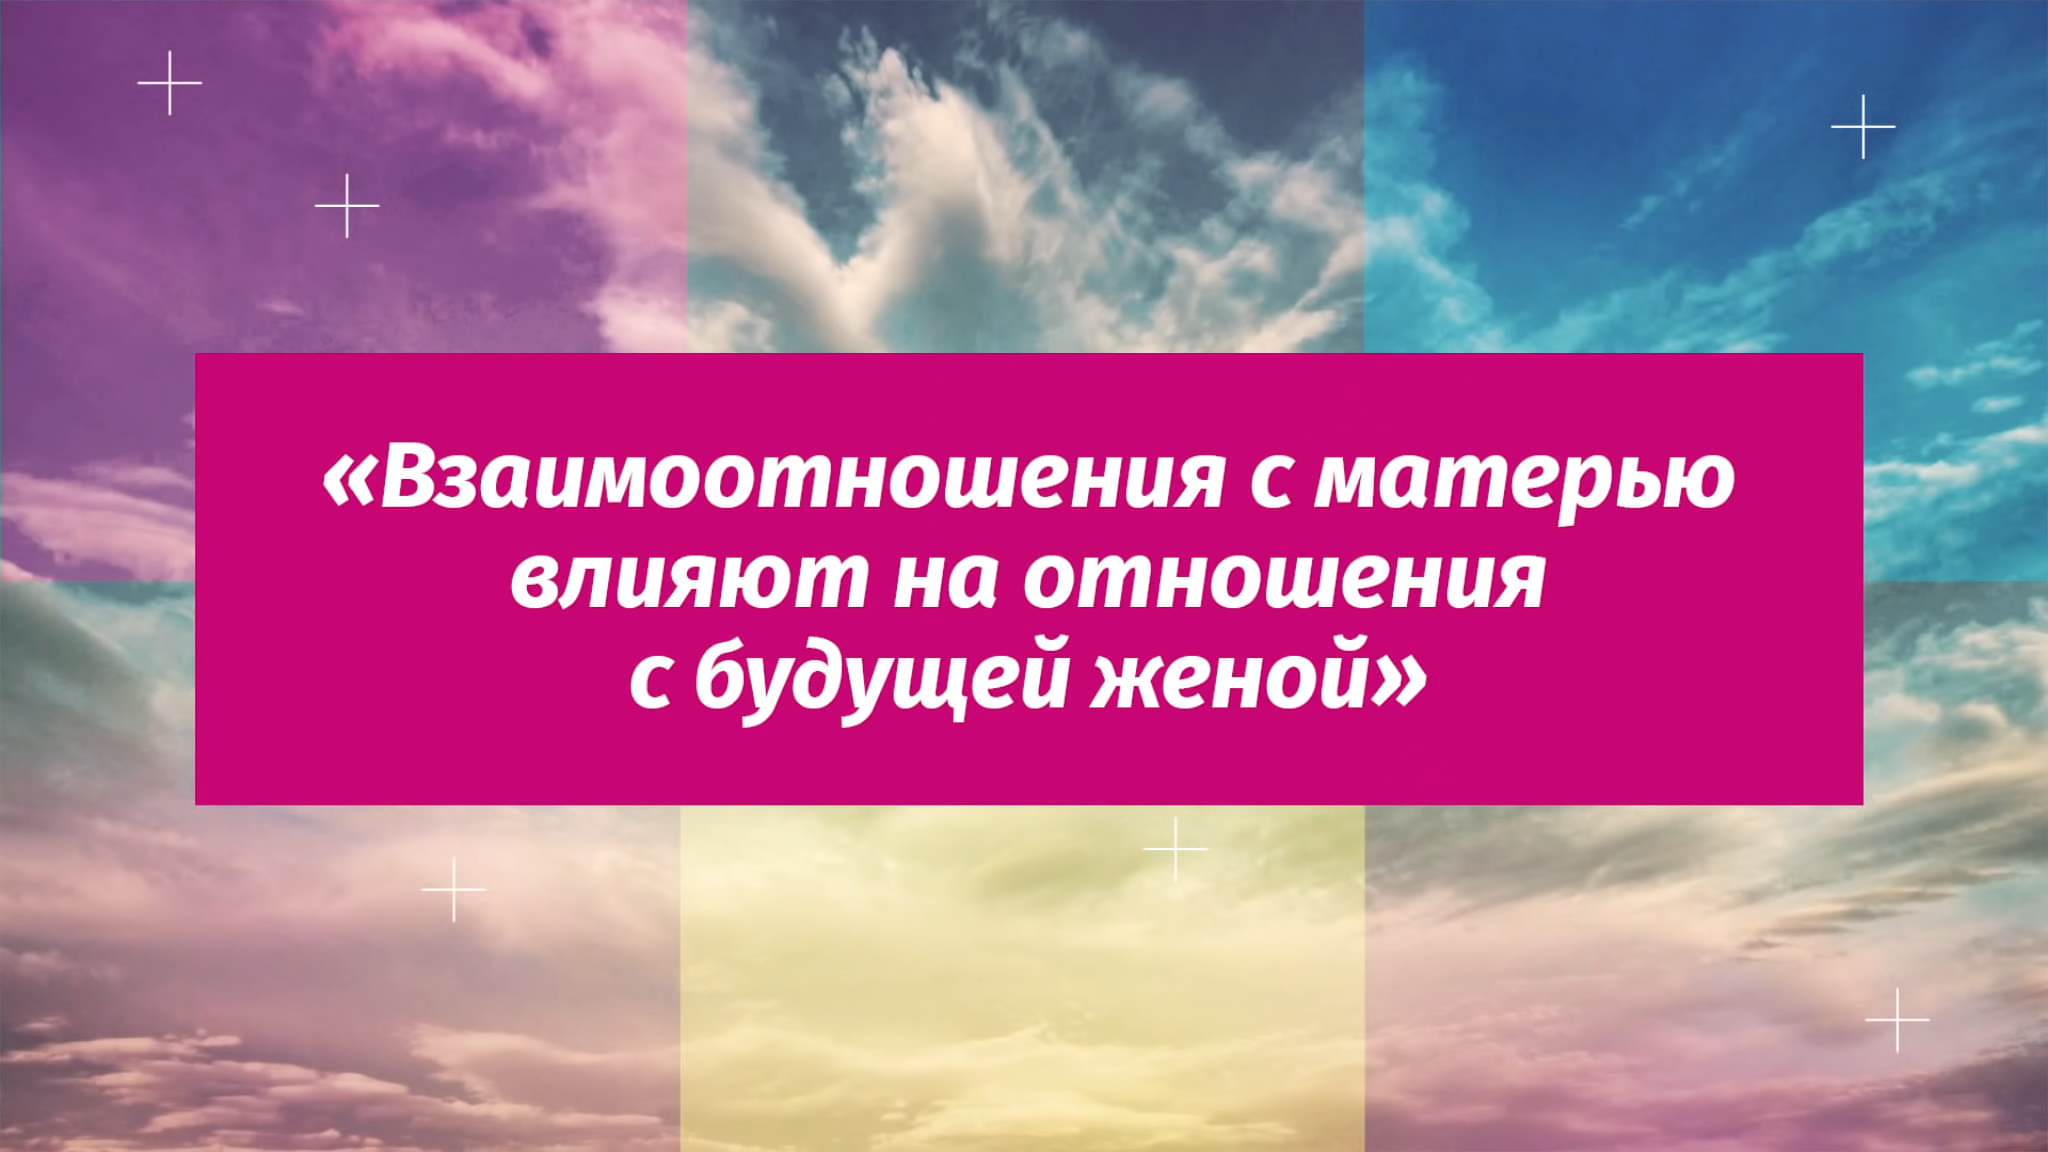 «Взаимоотношения с матерью
влияют на отношения
с будущей женой»